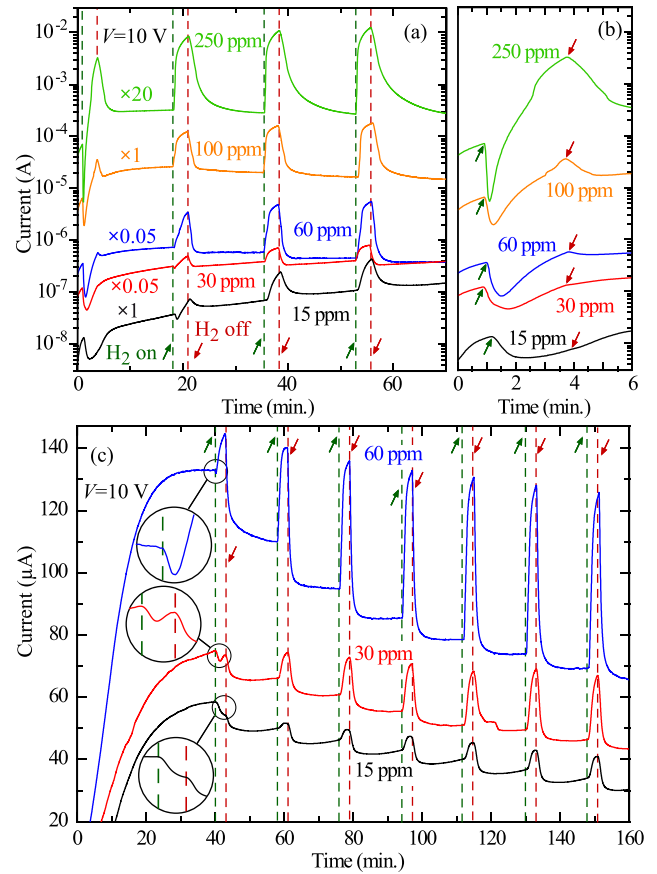 V=10 V
(a)
10⁻²
10⁻³
10⁻⁴
10⁻⁵
10⁻⁶
10⁻⁷
10⁻⁸
Current (A)
250 ppm
×20
×1
100 ppm
×0.05
60 ppm
×0.05
30 ppm
×1
15 ppm
H₂ on
H₂ off
0 20 40 60
Time (min.)
(b)
250 ppm
100 ppm
60 ppm
30 ppm
15 ppm
0 2 4 6
Time (min.)
(c)
V=10 V
140
120
100
80
60
40
20
Current (μA)
60 ppm
30 ppm
15 ppm
0 20 40 60 80 100 120 140 160
Time (min.)